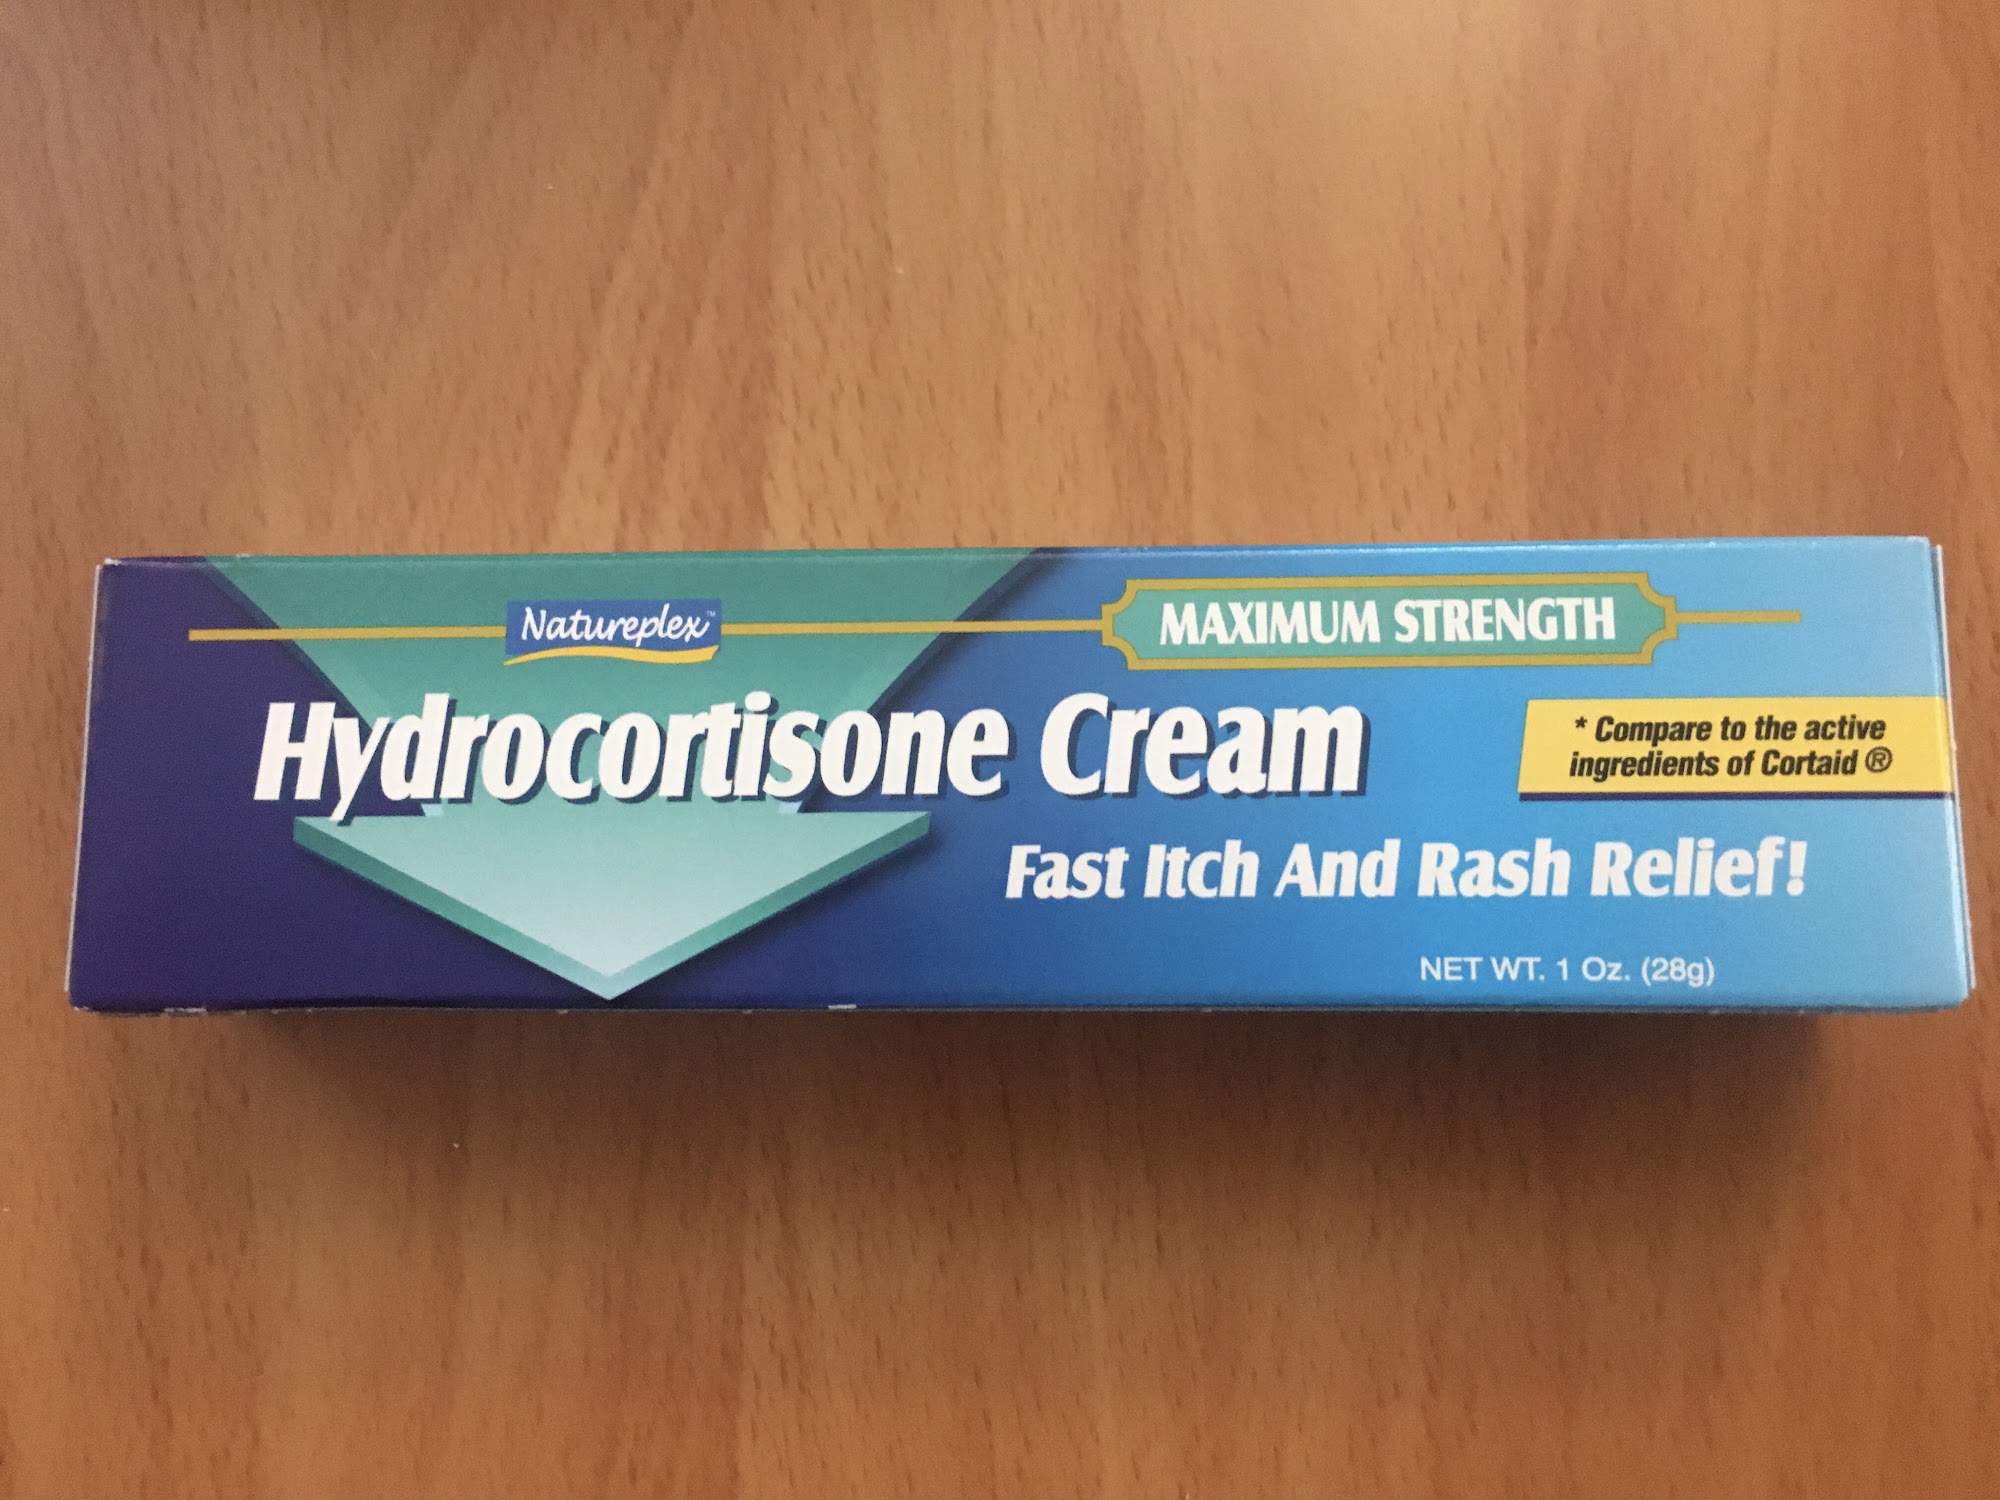 Natureplex™
MAXIMUM STRENGTH
Hydrocortisone Cream
* Compare to the active
ingredients of Cortaid ®
Fast Itch And Rash Relief!
NET WT. 1 Oz. (28g)